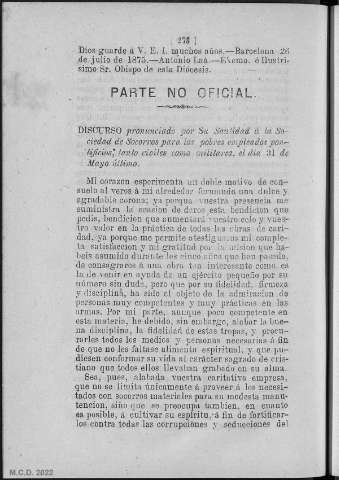 [ 275 ]
Dios guarde á V. E. I. muchos años.—Barcelona 26
de julio de 1875.—Antonio Laá.—Excmo. é Ilustrí-
simo Sr. Obispo de esta Diócesis.
PARTE NO OFICIAL.
DISCURSO pronunciado por Su Santidad á la So-
ciedad de Socorros para los pobres empleados pon-
tificios, tanto civiles como militares, el dia 31 de
Mayo último.
Mi corazon esperimenta un doble motivo de con-
suelo al veros á mi alrededor formando una dulce y
agradable corona; ya porque vuestra presencia me
suministra la ocasion de daros esta bendicion que
pedis, bendicion que aumentará vuestro celo y vues-
tro valor en la práctica de todas las obras de cari-
dad, ya porque me permite atestiguaros mi comple-
ta satisfaccion y mi gratitud por la mision que ha-
beis asumido durante los cinco años que han pasado,
de consagraros á una obra tan interesante como es
la de venir en ayuda de un ejército pequeño por su
número sin duda, pero que por su fidelidad, firmeza
y disciplina, ha sido el objeto de la admiracion de
personas muy competentes y muy prácticas en las
armas. Por mi parte, aunque poco competente en
esta materia, he debido, sin embargo, alabar la bue-
na disciplina, la fidelidad de estas tropas, y procu-
rarles todos los medios y personas necesarias á fin
de que no les faltase alimento espiritual, y que pu-
diesen conformar su vida al carácter sagrado de cris-
tiano que todos ellos llevaban grabado en su alma.
Sea, pues, alabada vuestra caritativa empresa,
que no se limita únicamente á proveer á los necesi-
tados con socorros materiales para su modesta manu-
tencion, sino que se preocupa tambien, en cuanto
es posible, á cultivar su espíritu, á fin de fortificar-
los contra todas las corrupciones y seducciones del
M.C.D. 2022